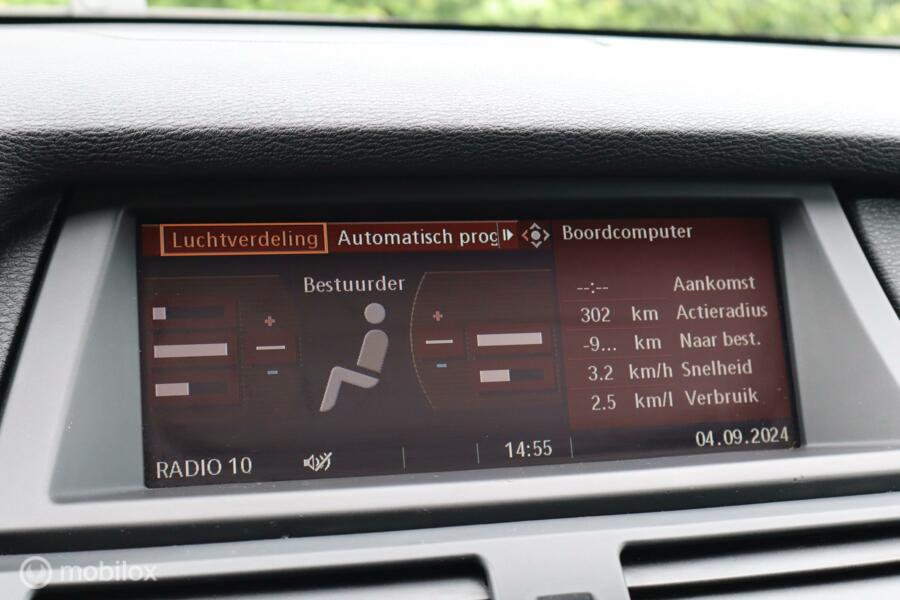 Luchtverdeling Automatisch prog
Bestuurder
Boordcomputer
--:-- Aankomst
302 km Actieradius
-9... km Naar best.
3.2 km/h Snelheid
2.5 km/l Verbruik
RADIO 10
14:55
04.09.2024
mobilox